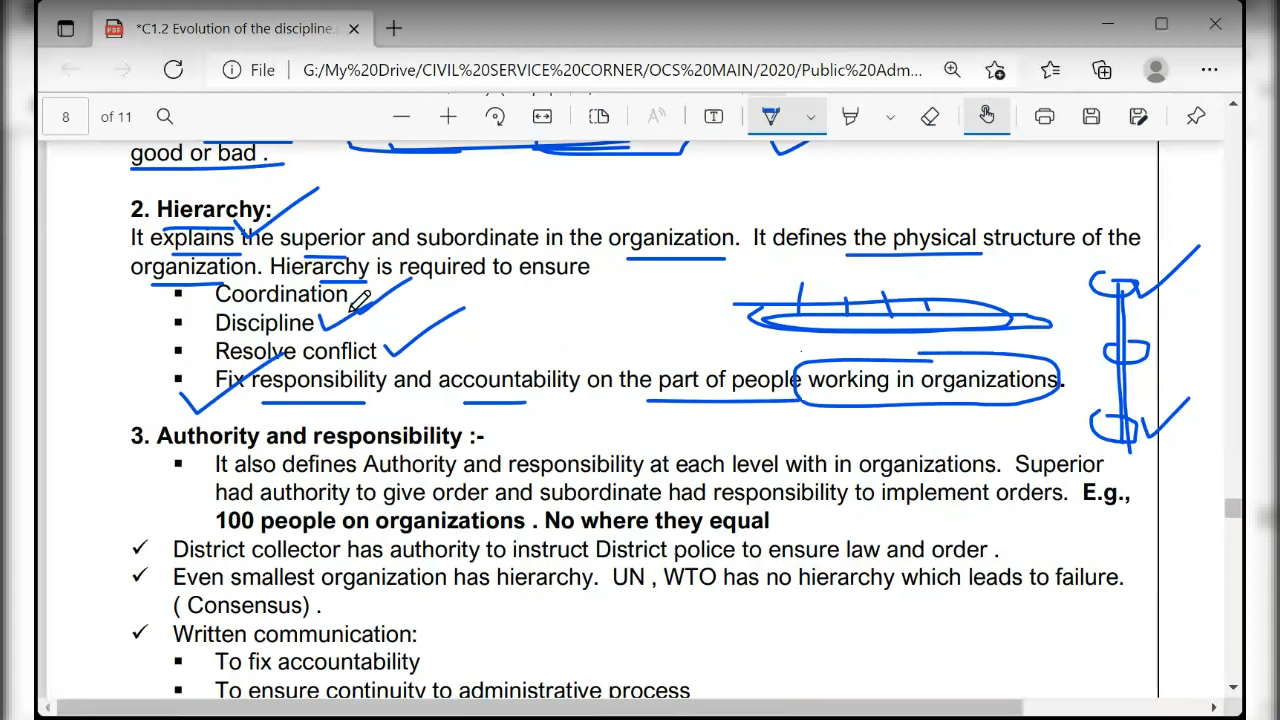 *C1.2 Evolution of the discipline.
File
G:/My%20Drive/CIVIL%20SERVICE%20CORNER/OCS%20MAIN/2020/Public%20Adm...
8 of 11
good or bad .
2. Hierarchy:
It explains the superior and subordinate in the organization. It defines the physical structure of the
organization. Hierarchy is required to ensure
▪ Coordination
▪ Discipline
▪ Resolve conflict
▪ Fix responsibility and accountability on the part of people working in organizations.
3. Authority and responsibility :-
▪ It also defines Authority and responsibility at each level with in organizations. Superior
had authority to give order and subordinate had responsibility to implement orders. E.g.,
100 people on organizations . No where they equal
✓ District collector has authority to instruct District police to ensure law and order .
✓ Even smallest organization has hierarchy. UN , WTO has no hierarchy which leads to failure.
( Consensus) .
✓ Written communication:
▪ To fix accountability
▪ To ensure continuity to administrative process